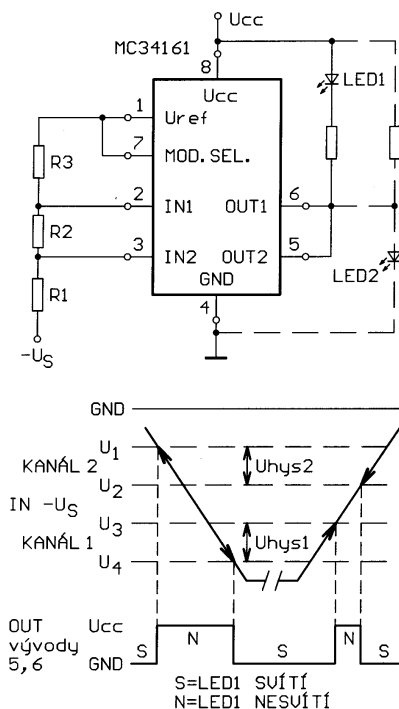 Ucc
MC34161
8
LED1
Ucc
1
Uref
7
MOD.SEL.
R3
2
IN1
OUT1
6
R2
3
IN2
OUT2
5
GND
LED2
R1
4
-US
GND
U1
KANÁL 2
Uhys2
U2
IN -US
U3
KANÁL 1
Uhys1
U4
OUT
Ucc
vývody
5,6
GND
S
N
S
N
S
S=LED1 SVÍTÍ
N=LED1 NESVÍTÍ